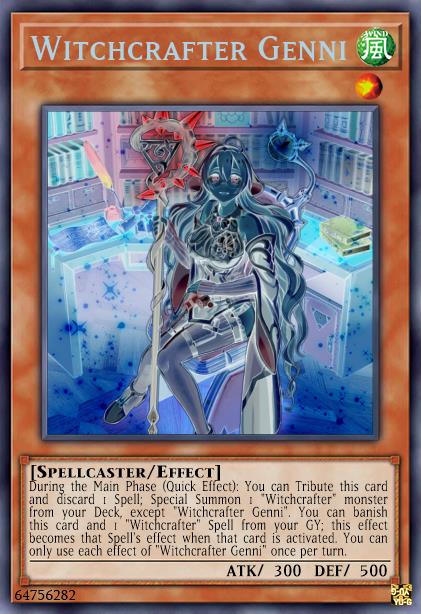 WITCHCRAFTER GENNI
WIND
風
[SPELLCASTER/EFFECT]
During the Main Phase (Quick Effect): You can Tribute this card
and discard 1 Spell; Special Summon 1 "Witchcrafter" monster
from your Deck, except "Witchcrafter Genni". You can banish
this card and 1 "Witchcrafter" Spell from your GY; this effect
becomes that Spell's effect when that card is activated. You can
only use each effect of "Witchcrafter Genni" once per turn.
ATK/ 300 DEF/ 500
64756282